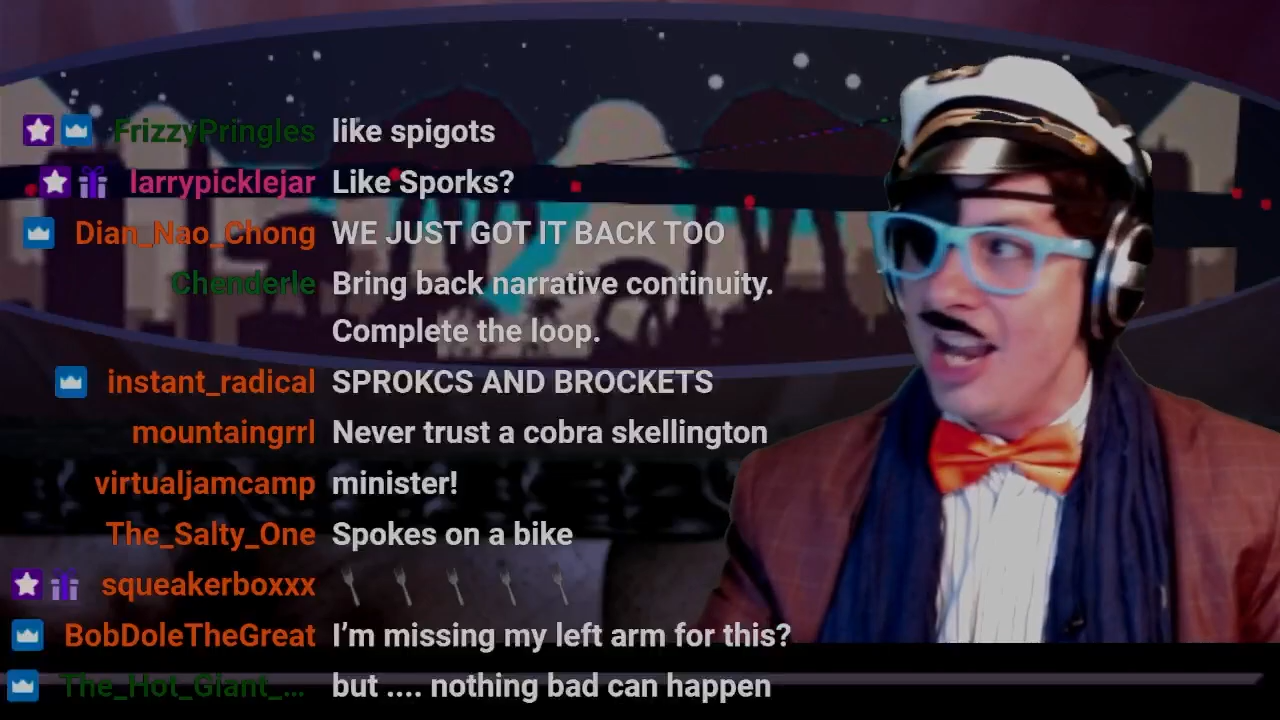 FrizzyPringles like spigots
larrypicklejar Like Sporks?
Dian_Nao_Chong WE JUST GOT IT BACK TOO
Chenderle Bring back narrative continuity.
Complete the loop.
instant_radical SPROKCS AND BROCKETS
mountaingrrl Never trust a cobra skellington
virtualjamcamp minister!
The_Salty_One Spokes on a bike
squeakerboxxx
BobDoleTheGreat I’m missing my left arm for this?
The_Hot_Giant_... but .... nothing bad can happen